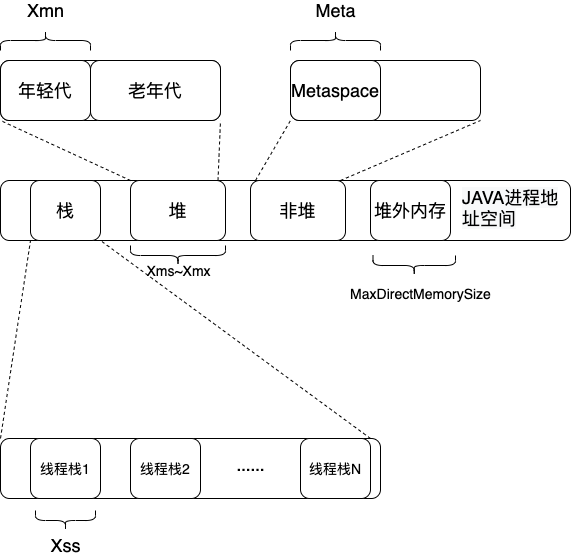 Xmn
Meta
年轻代
老年代
Metaspace
栈
堆
非堆
堆外内存
JAVA进程地
址空间
Xms~Xmx
MaxDirectMemorySize
线程栈1
线程栈2
······
线程栈N
Xss